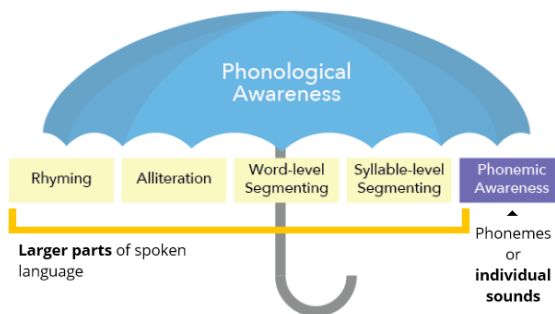 Phonological
Awareness
Rhyming
Alliteration
Word-level
Segmenting
Syllable-level
Segmenting
Phonemic
Awareness
Larger parts of spoken
language
Phonemes
or
individual
sounds